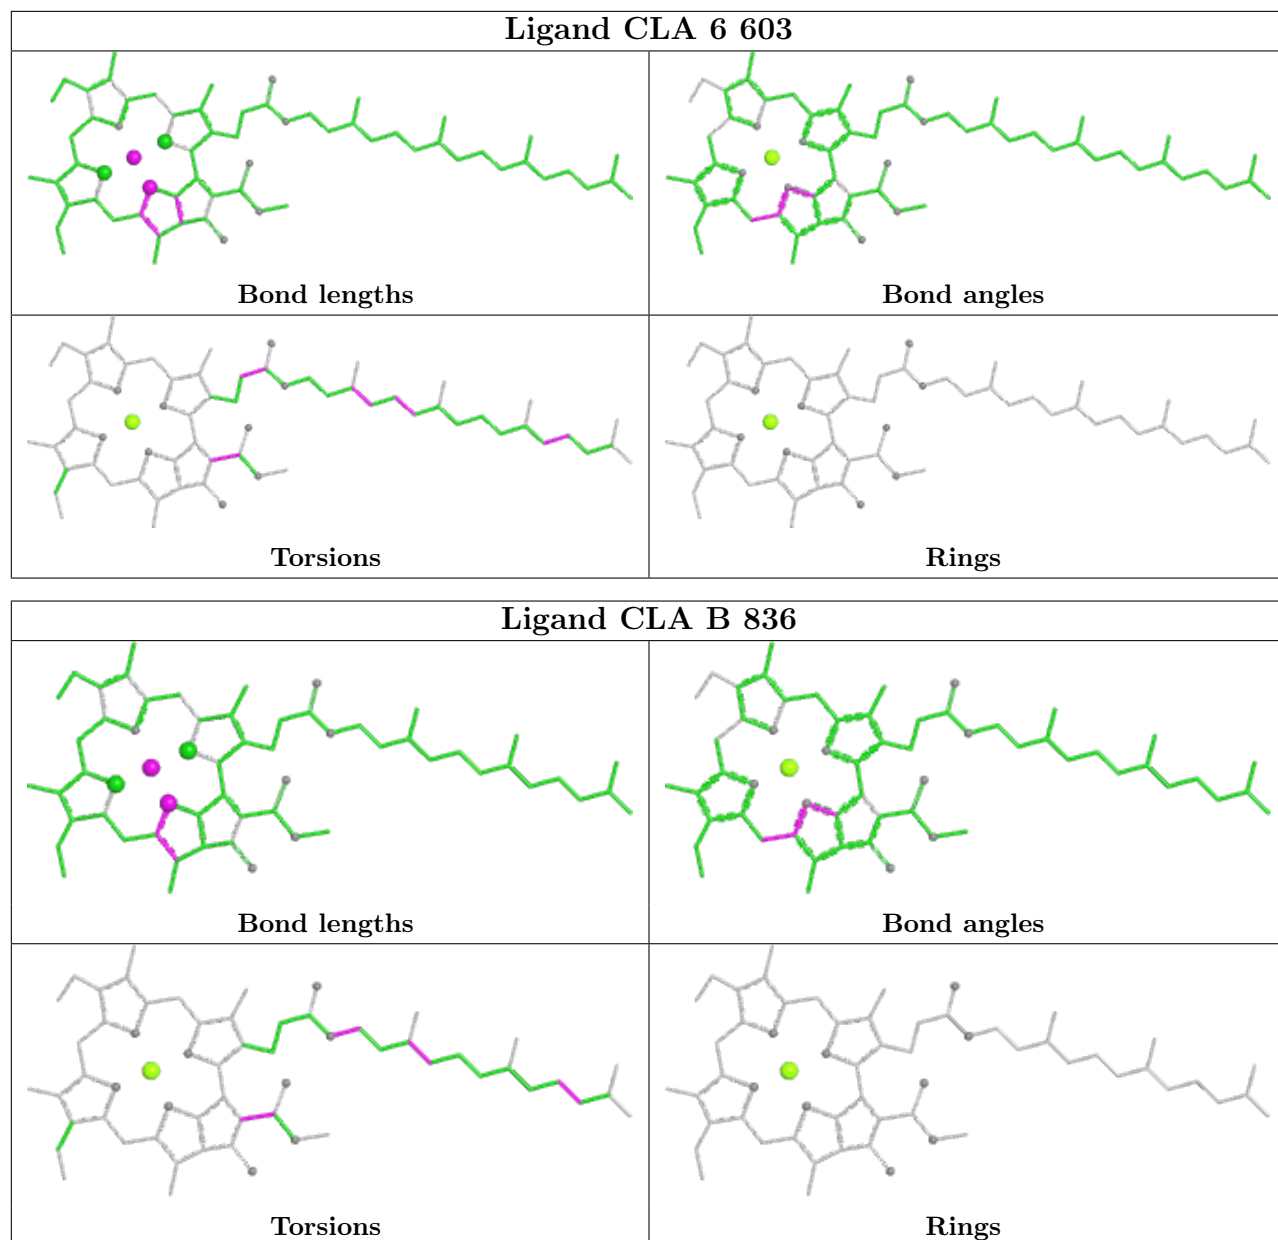 Ligand CLA 6 603
Bond lengths
Bond angles
Torsions
Rings
Ligand CLA B 836
Bond lengths
Bond angles
Torsions
Rings